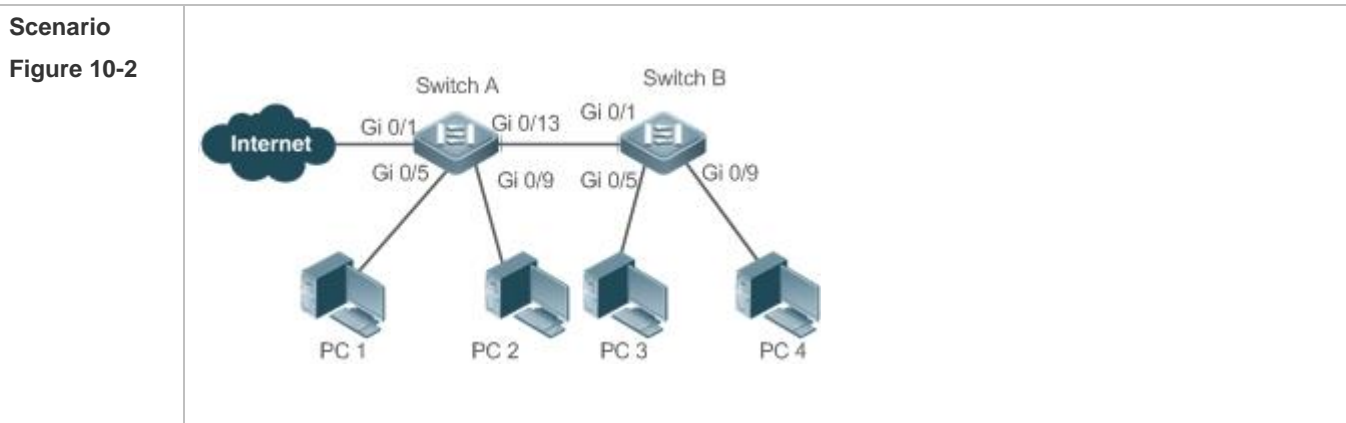 Scenario
Figure 10-2
Switch A
Switch B
Internet
Gi 0/1
Gi 0/13
Gi 0/1
Gi 0/5
Gi 0/9
Gi 0/5
Gi 0/9
PC 1
PC 2
PC 3
PC 4